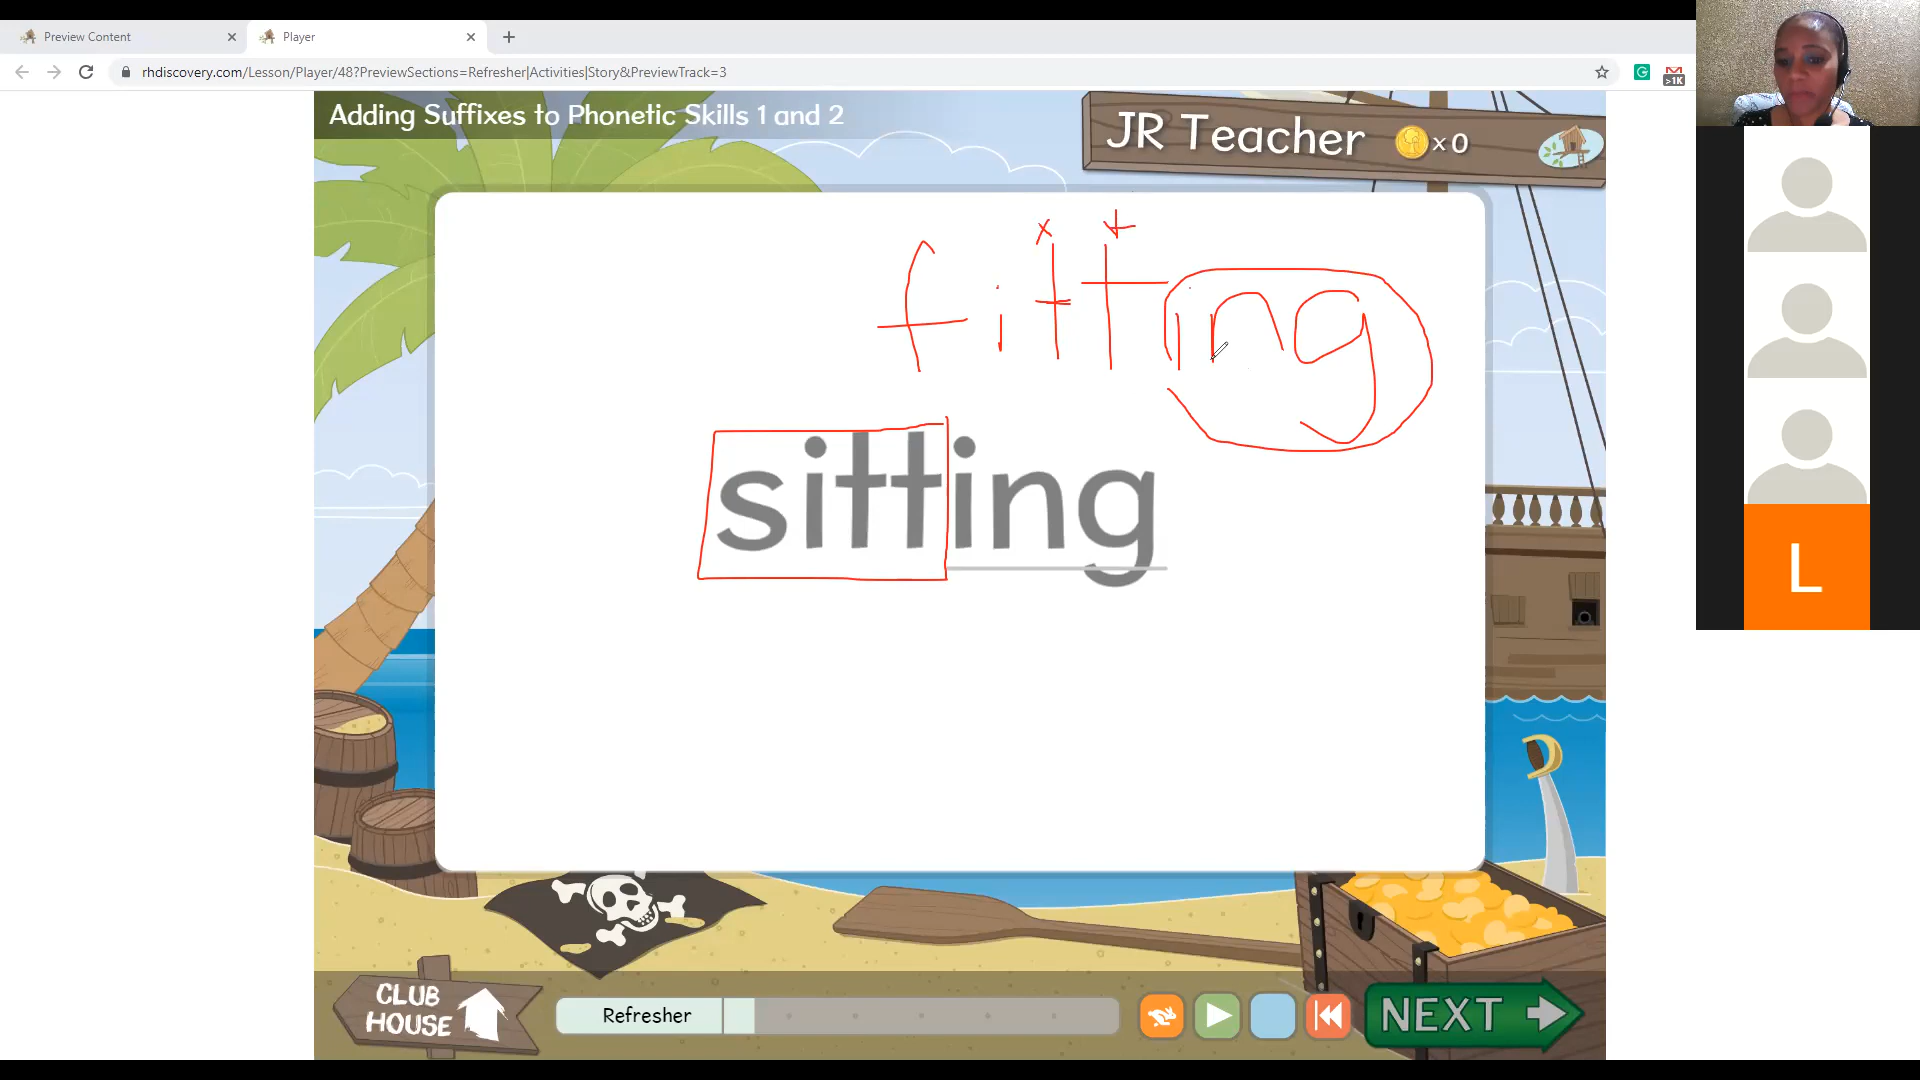 Preview Content
Player
rhdiscovery.com/Lesson/Player/48?PreviewSections=Refresher|Activities|Story&PreviewTrack=3
>1K
Adding Suffixes to Phonetic Skills 1 and 2
JR Teacher x0
x +
fitting
sitting
L
CLUB
HOUSE
Refresher
NEXT